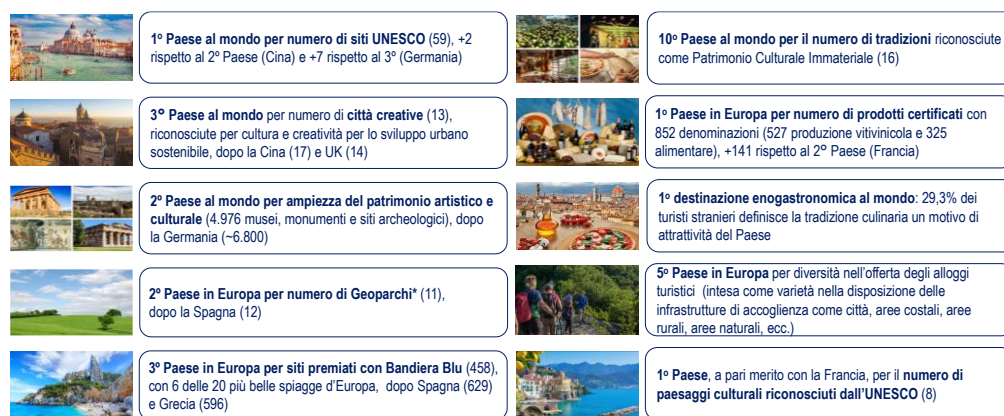 1º Paese al mondo per numero di siti UNESCO (59), +2
rispetto al 2º Paese (Cina) e +7 rispetto al 3º (Germania)
3º Paese al mondo per numero di città creative (13),
riconosciute per cultura e creatività per lo sviluppo urbano
sostenibile, dopo la Cina (17) e UK (14)
2º Paese al mondo per ampiezza del patrimonio artistico e
culturale (4.976 musei, monumenti e siti archeologici), dopo
la Germania (~6.800)
2º Paese in Europa per numero di Geoparchi* (11),
dopo la Spagna (12)
3º Paese in Europa per siti premiati con Bandiera Blu (458),
con 6 delle 20 più belle spiagge d'Europa, dopo Spagna (629)
e Grecia (596)
10º Paese al mondo per il numero di tradizioni riconosciute
come Patrimonio Culturale Immateriale (16)
1º Paese in Europa per numero di prodotti certificati con
852 denominazioni (527 produzione vitivinicola e 325
alimentare), +141 rispetto al 2º Paese (Francia)
1º destinazione enogastronomica al mondo: 29,3% dei
turisti stranieri definisce la tradizione culinaria un motivo di
attrattività del Paese
5º Paese in Europa per diversità nell'offerta degli alloggi
turistici (intesa come varietà nella disposizione delle
infrastrutture di accoglienza come città, aree costali, aree
rurali, aree naturali, ecc.)
1º Paese, a pari merito con la Francia, per il numero di
paesaggi culturali riconosciuti dall'UNESCO (8)